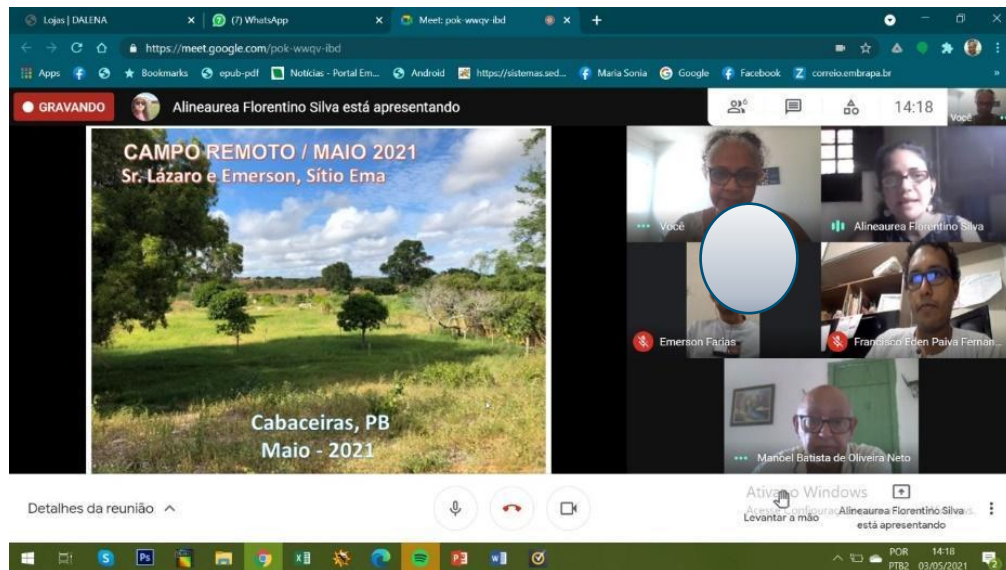 Lojas | DALENA
(7) WhatsApp
Meet: pok-wwqv-ibd
https://meet.google.com/pok-wwqv-ibd
Apps
Bookmarks
epub-pdf
Notícias - Portal Em...
Android
https://sistemas.sed...
Maria Sonia
Google
Facebook
correio.embrapa.br
GRAVANDO
Alineaurea Florentino Silva está apresentando
6
14:18
Você
CAMPO REMOTO / MAIO 2021
Sr. Lázaro e Emerson, Sítio Ema
Cabaceiras, PB
Maio - 2021
Você
Alineaurea Florentino Silva
Emerson Farias
Francisco Eden Paiva Fernan...
Manoel Batista de Oliveira Neto
Detalhes da reunião
Ativar o Windows
Acesse Configurações
Levantar a mão
Alineaurea Florentino Silva
está apresentando
POR
PTB2
14:18
03/05/2021